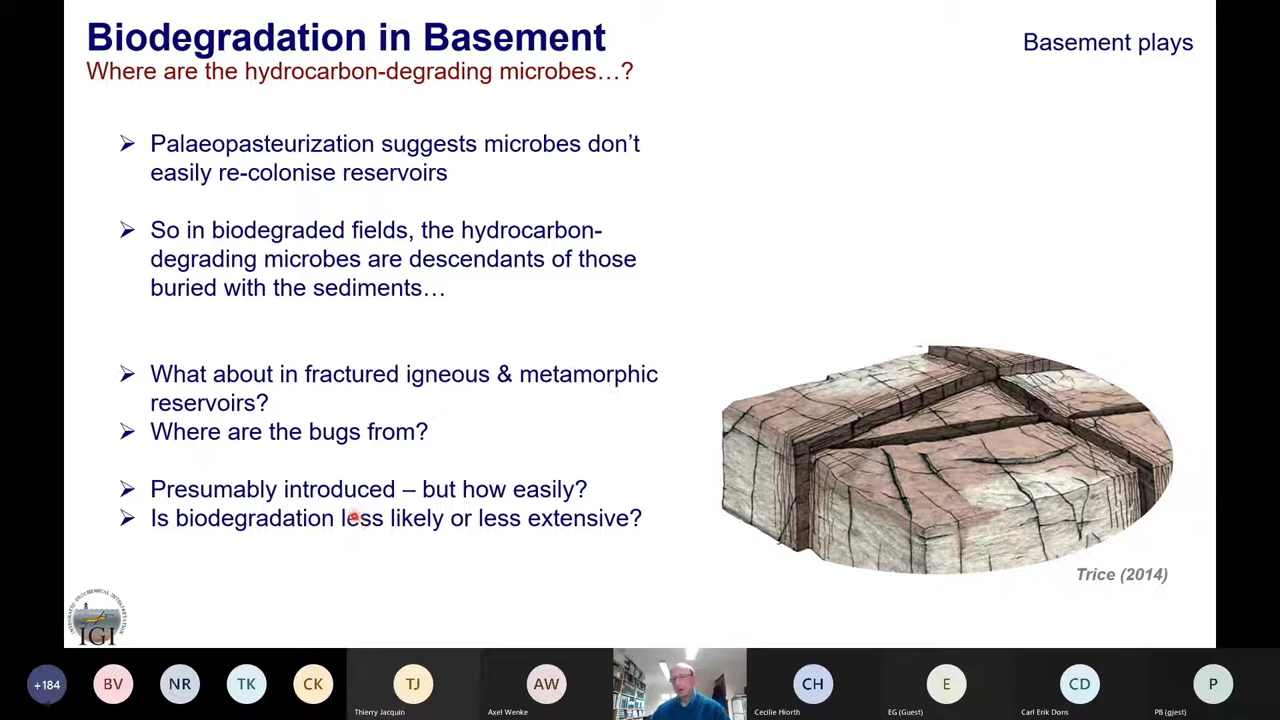 Biodegradation in Basement
Basement plays
Where are the hydrocarbon-degrading microbes…?
➢ Palaeopasteurization suggests microbes don’t
easily re-colonise reservoirs
➢ So in biodegraded fields, the hydrocarbon-
degrading microbes are descendants of those
buried with the sediments…
➢ What about in fractured igneous & metamorphic
reservoirs?
➢ Where are the bugs from?
➢ Presumably introduced – but how easily?
➢ Is biodegradation less likely or less extensive?
Trice (2014)
INTEGRATED GEOCHEMICAL INTERPRETATION
IGI
+184
BV
NR
TK
CK
TJ
AW
CH
E
CD
P
Thierry Jacquin
Axel Wenke
Cecilie Hiorth
EG (Guest)
Carl Erik Dons
PB (gjest)